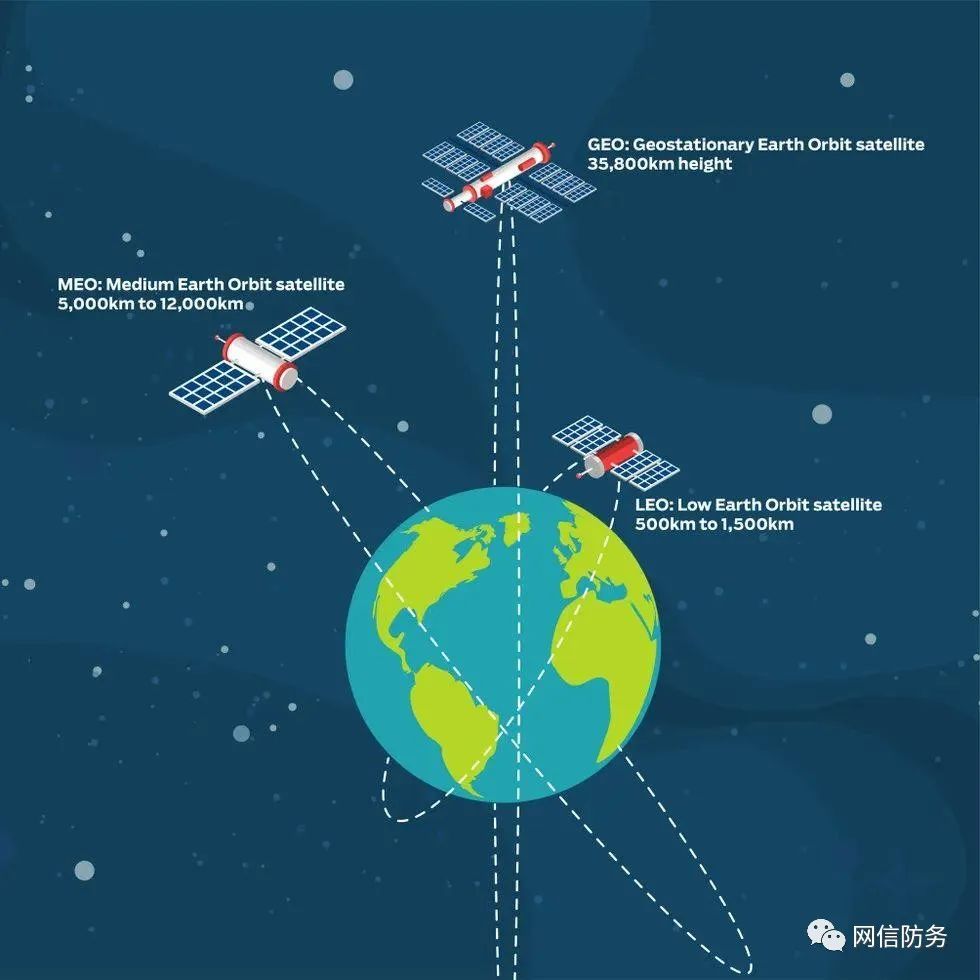 GEO: Geostationary Earth Orbit satellite
35,800km height
MEO: Medium Earth Orbit satellite
5,000km to 12,000km
LEO: Low Earth Orbit satellite
500km to 1,500km
网信防务